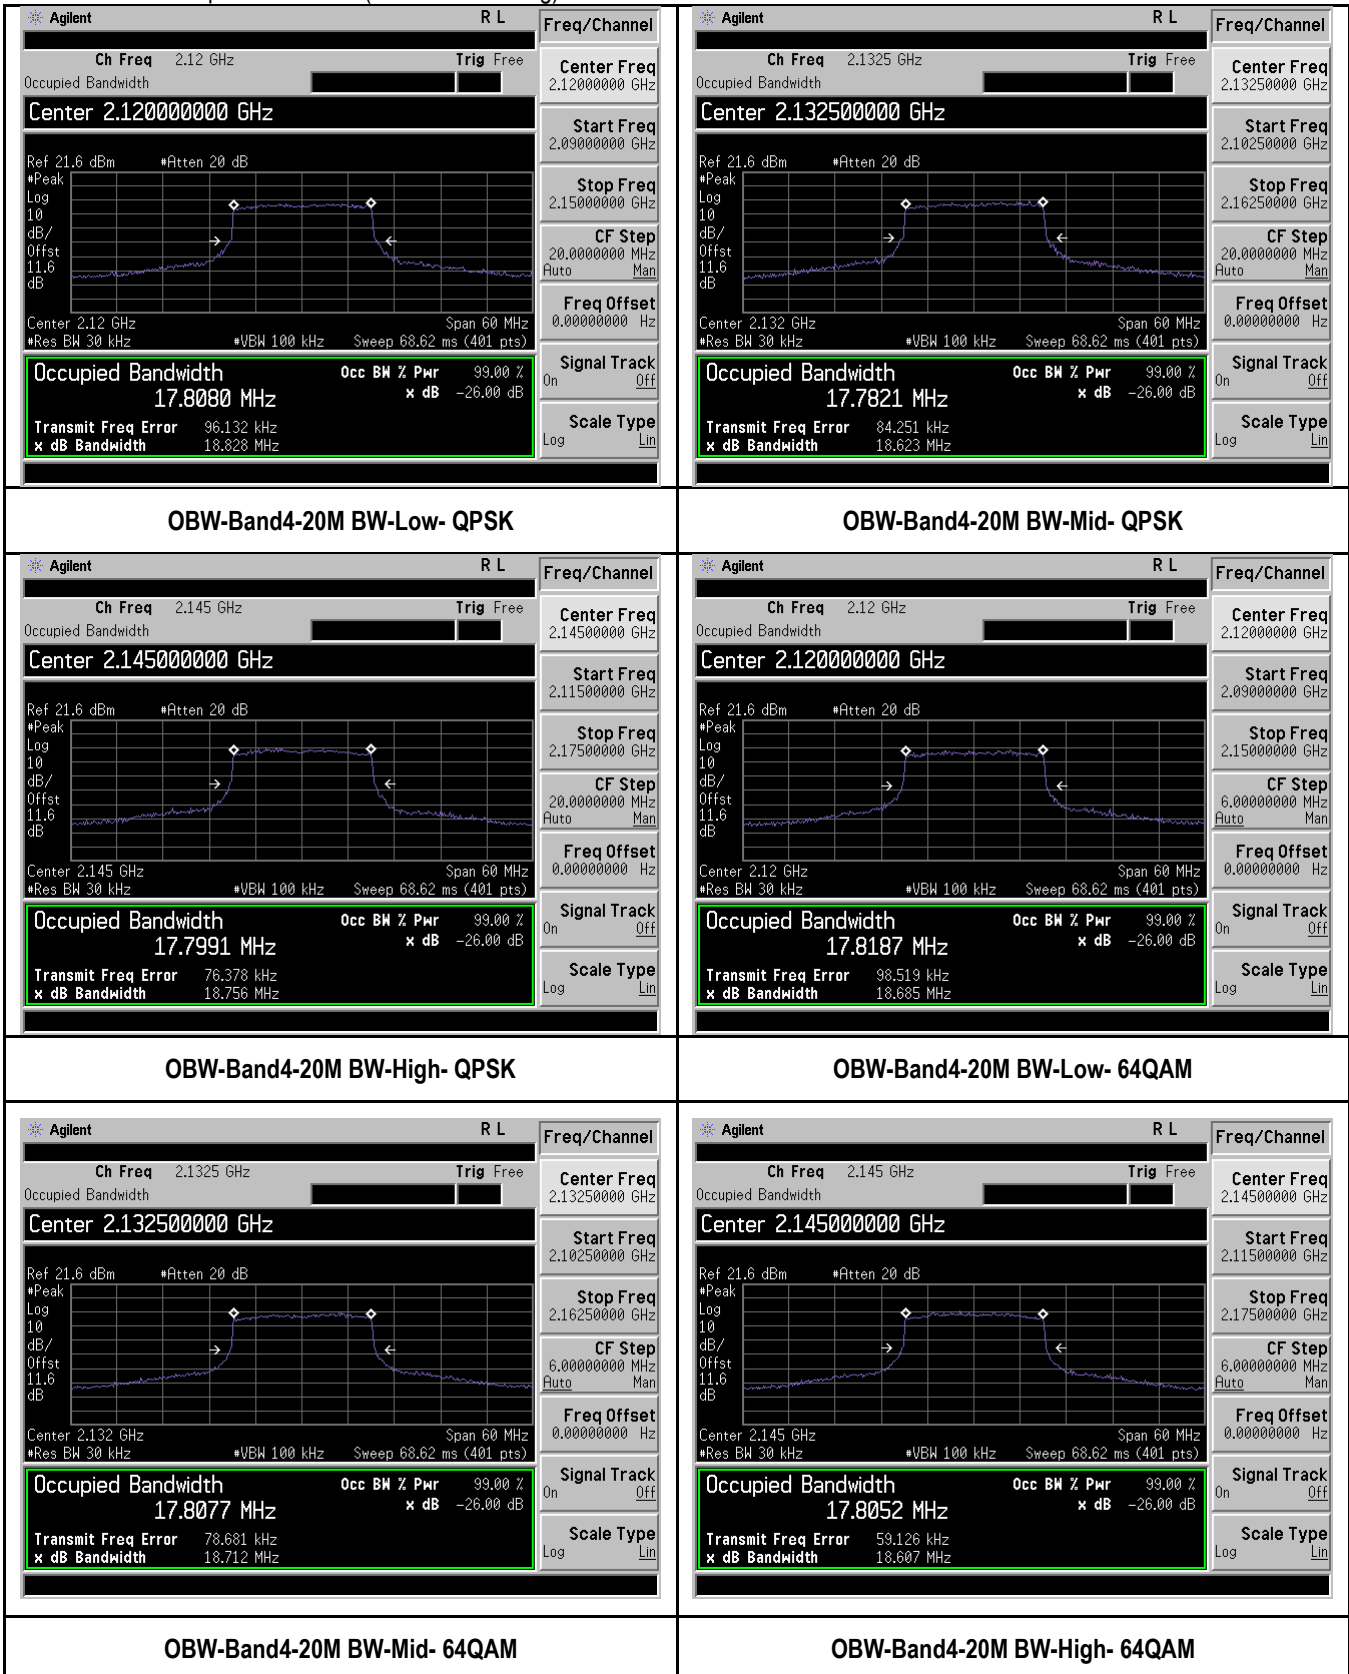 Agilent R L Freq/Channel
Ch Freq 2.12 GHz Trig Free
Occupied Bandwidth
Center 2.120000000 GHz
Center Freq
2.12000000 GHz
Start Freq
2.09000000 GHz
Stop Freq
2.15000000 GHz
CF Step
20.0000000 MHz
Auto Man
Freq Offset
0.00000000 Hz
Signal Track
On Off
Scale Type
Log Lin
Ref 21.6 dBm #Atten 20 dB
#Peak
Log
10
dB/
Offst
11.6
dB
Center 2.12 GHz Span 60 MHz
#Res BW 30 kHz #VBW 100 kHz Sweep 68.62 ms (401 pts)
Occupied Bandwidth Occ BW % Pwr 99.00 %
17.8080 MHz x dB -26.00 dB
Transmit Freq Error 96.132 kHz
x dB Bandwidth 18.828 MHz
OBW-Band4-20M BW-Low- QPSK
Agilent R L Freq/Channel
Ch Freq 2.1325 GHz Trig Free
Occupied Bandwidth
Center 2.132500000 GHz
Center Freq
2.13250000 GHz
Start Freq
2.10250000 GHz
Stop Freq
2.16250000 GHz
CF Step
20.0000000 MHz
Auto Man
Freq Offset
0.00000000 Hz
Signal Track
On Off
Scale Type
Log Lin
Ref 21.6 dBm #Atten 20 dB
#Peak
Log
10
dB/
Offst
11.6
dB
Center 2.132 GHz Span 60 MHz
#Res BW 30 kHz #VBW 100 kHz Sweep 68.62 ms (401 pts)
Occupied Bandwidth Occ BW % Pwr 99.00 %
17.7821 MHz x dB -26.00 dB
Transmit Freq Error 84.251 kHz
x dB Bandwidth 18.623 MHz
OBW-Band4-20M BW-Mid- QPSK
Agilent R L Freq/Channel
Ch Freq 2.145 GHz Trig Free
Occupied Bandwidth
Center 2.145000000 GHz
Center Freq
2.14500000 GHz
Start Freq
2.11500000 GHz
Stop Freq
2.17500000 GHz
CF Step
20.0000000 MHz
Auto Man
Freq Offset
0.00000000 Hz
Signal Track
On Off
Scale Type
Log Lin
Ref 21.6 dBm #Atten 20 dB
#Peak
Log
10
dB/
Offst
11.6
dB
Center 2.145 GHz Span 60 MHz
#Res BW 30 kHz #VBW 100 kHz Sweep 68.62 ms (401 pts)
Occupied Bandwidth Occ BW % Pwr 99.00 %
17.7991 MHz x dB -26.00 dB
Transmit Freq Error 76.378 kHz
x dB Bandwidth 18.756 MHz
OBW-Band4-20M BW-High- QPSK
Agilent R L Freq/Channel
Ch Freq 2.12 GHz Trig Free
Occupied Bandwidth
Center 2.120000000 GHz
Center Freq
2.12000000 GHz
Start Freq
2.09000000 GHz
Stop Freq
2.15000000 GHz
CF Step
6.00000000 MHz
Auto Man
Freq Offset
0.00000000 Hz
Signal Track
On Off
Scale Type
Log Lin
Ref 21.6 dBm #Atten 20 dB
#Peak
Log
10
dB/
Offst
11.6
dB
Center 2.12 GHz Span 60 MHz
#Res BW 30 kHz #VBW 100 kHz Sweep 68.62 ms (401 pts)
Occupied Bandwidth Occ BW % Pwr 99.00 %
17.8187 MHz x dB -26.00 dB
Transmit Freq Error 98.519 kHz
x dB Bandwidth 18.685 MHz
OBW-Band4-20M BW-Low- 64QAM
Agilent R L Freq/Channel
Ch Freq 2.1325 GHz Trig Free
Occupied Bandwidth
Center 2.132500000 GHz
Center Freq
2.13250000 GHz
Start Freq
2.10250000 GHz
Stop Freq
2.16250000 GHz
CF Step
6.00000000 MHz
Auto Man
Freq Offset
0.00000000 Hz
Signal Track
On Off
Scale Type
Log Lin
Ref 21.6 dBm #Atten 20 dB
#Peak
Log
10
dB/
Offst
11.6
dB
Center 2.132 GHz Span 60 MHz
#Res BW 30 kHz #VBW 100 kHz Sweep 68.62 ms (401 pts)
Occupied Bandwidth Occ BW % Pwr 99.00 %
17.8077 MHz x dB -26.00 dB
Transmit Freq Error 78.681 kHz
x dB Bandwidth 18.712 MHz
OBW-Band4-20M BW-Mid- 64QAM
Agilent R L Freq/Channel
Ch Freq 2.145 GHz Trig Free
Occupied Bandwidth
Center 2.145000000 GHz
Center Freq
2.14500000 GHz
Start Freq
2.11500000 GHz
Stop Freq
2.17500000 GHz
CF Step
6.00000000 MHz
Auto Man
Freq Offset
0.00000000 Hz
Signal Track
On Off
Scale Type
Log Lin
Ref 21.6 dBm #Atten 20 dB
#Peak
Log
10
dB/
Offst
11.6
dB
Center 2.145 GHz Span 60 MHz
#Res BW 30 kHz #VBW 100 kHz Sweep 68.62 ms (401 pts)
Occupied Bandwidth Occ BW % Pwr 99.00 %
17.8052 MHz x dB -26.00 dB
Transmit Freq Error 59.126 kHz
x dB Bandwidth 18.607 MHz
OBW-Band4-20M BW-High- 64QAM